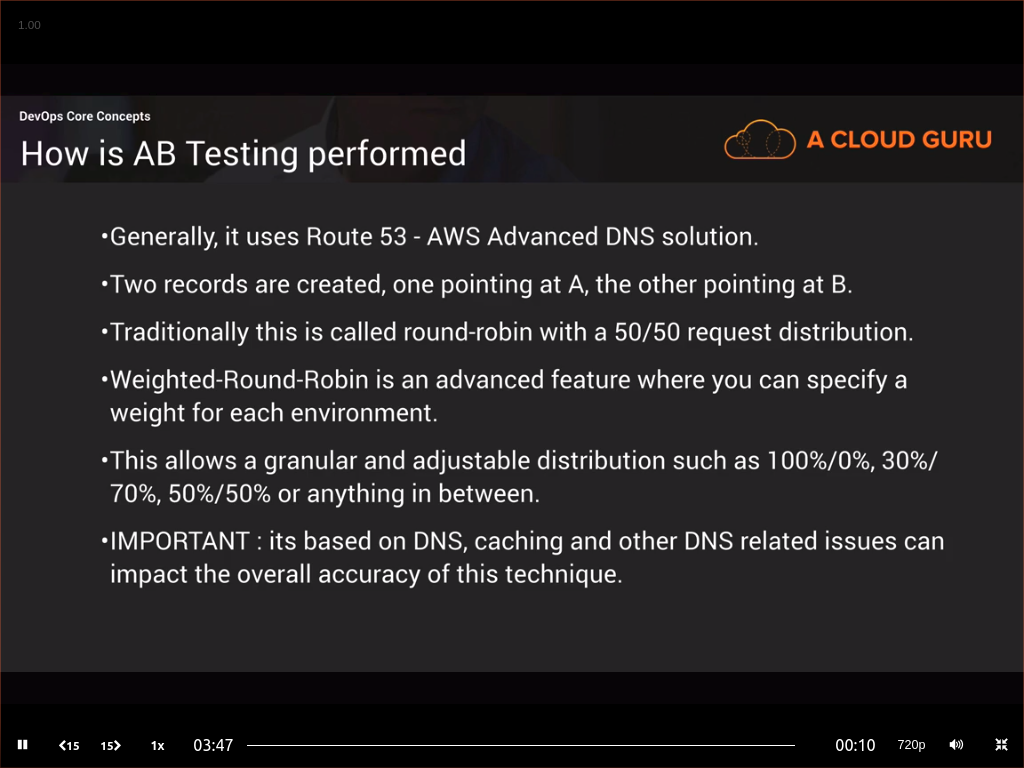 1.00
DevOps Core Concepts
How is AB Testing performed
A CLOUD GURU
•Generally, it uses Route 53 - AWS Advanced DNS solution.
•Two records are created, one pointing at A, the other pointing at B.
•Traditionally this is called round-robin with a 50/50 request distribution.
•Weighted-Round-Robin is an advanced feature where you can specify a
weight for each environment.
•This allows a granular and adjustable distribution such as 100%/0%, 30%/
70%, 50%/50% or anything in between.
•IMPORTANT : its based on DNS, caching and other DNS related issues can
impact the overall accuracy of this technique.
15 15 1x 03:47 00:10 720p